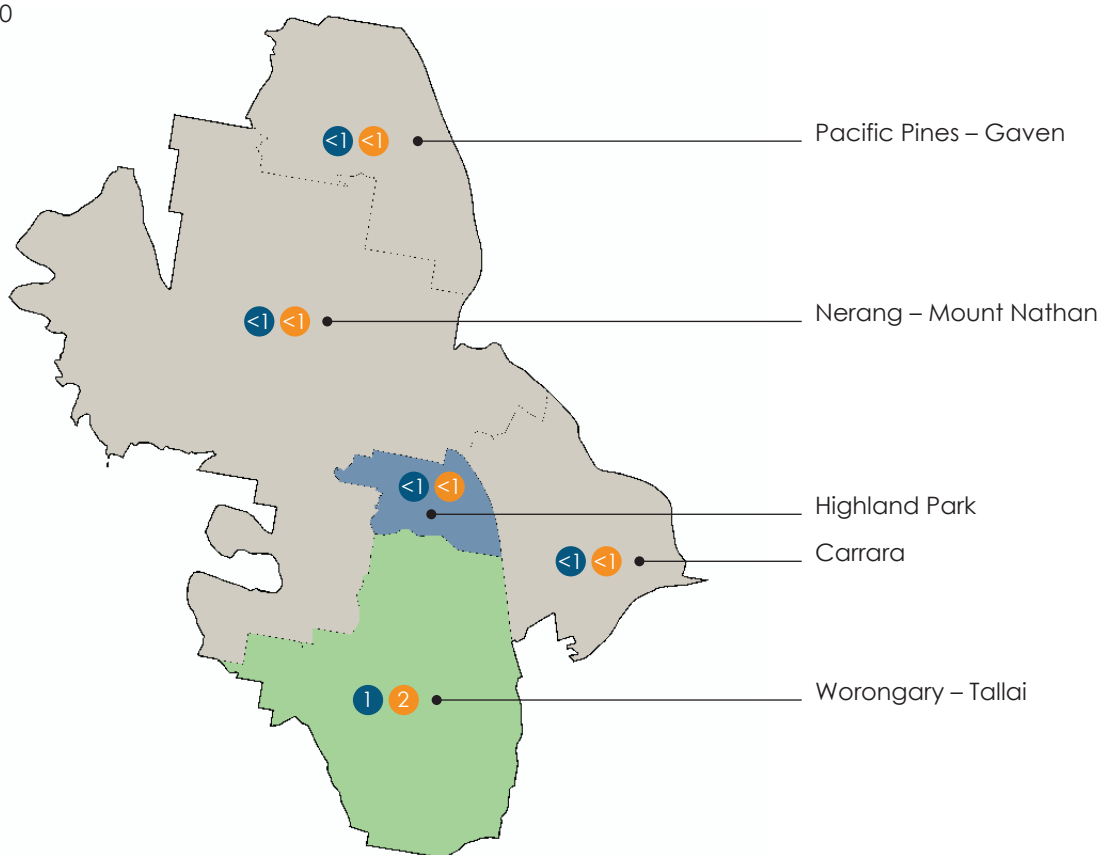 0
<1 <1 Pacific Pines – Gaven
<1 <1 Nerang – Mount Nathan
<1 <1
Highland Park
<1 <1 Carrara
1 2 Worongary – Tallai